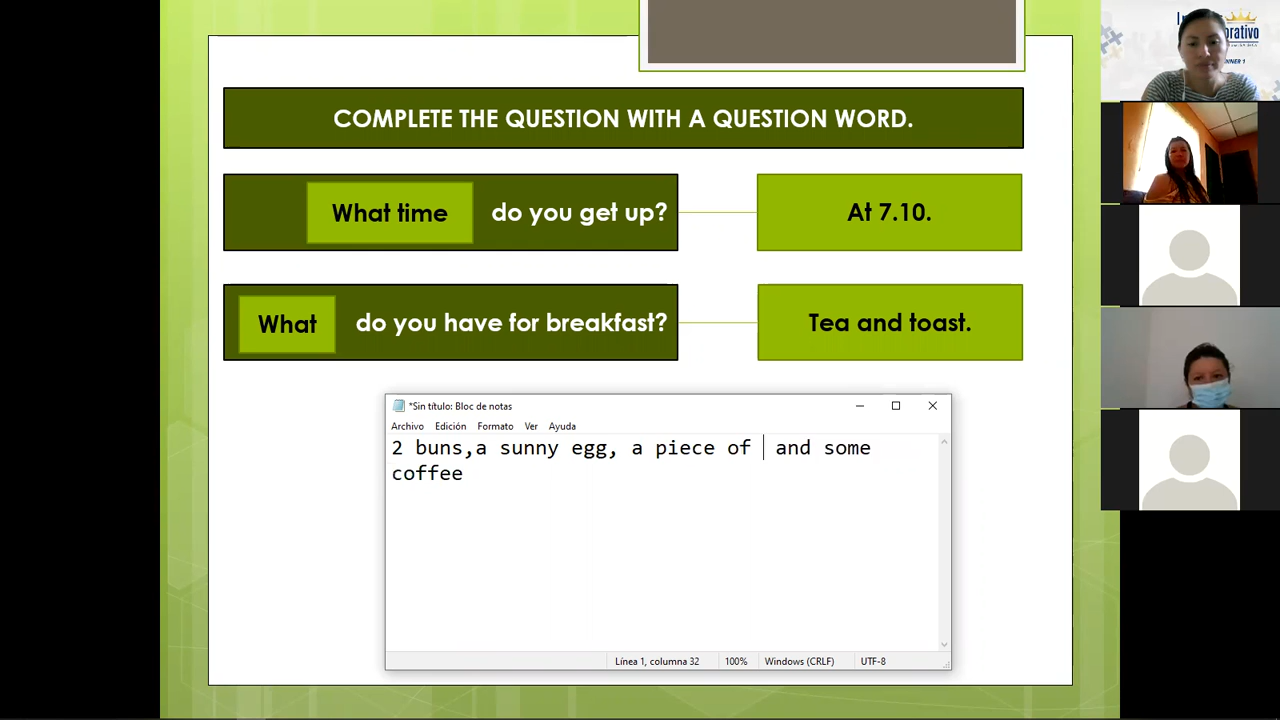 COMPLETE THE QUESTION WITH A QUESTION WORD.
What time do you get up?
At 7.10.
What do you have for breakfast?
Tea and toast.
*Sin título: Bloc de notas
Archivo Edición Formato Ver Ayuda
2 buns,a sunny egg, a piece of and some
coffee
Línea 1, columna 32 100% Windows (CRLF) UTF-8